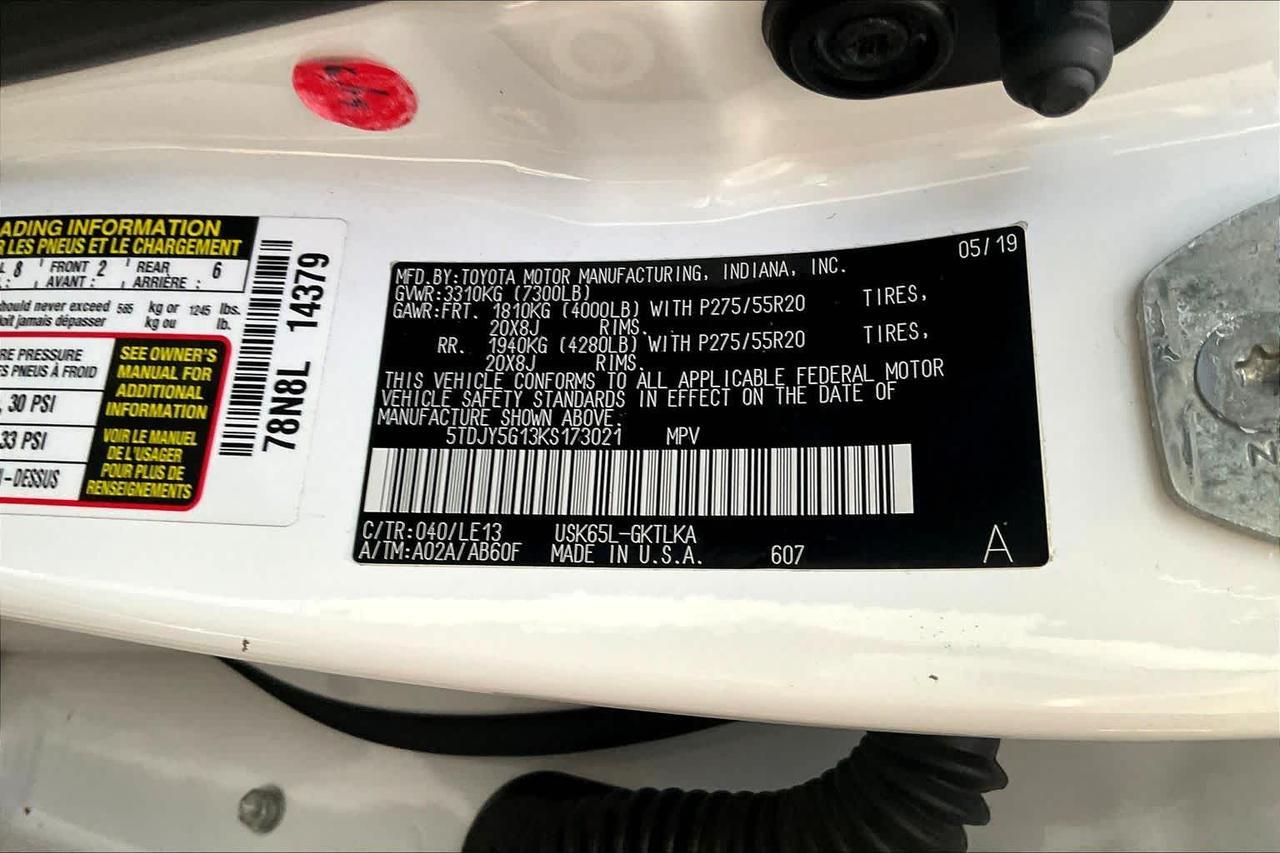 ADING INFORMATION
R LES PNEUS ET LE CHARGEMENT
L 8 FRONT 2 REAR 6
: AVANT : ARRIÈRE :
hould never exceed 565 kg or 1245 lbs.
oit jamais dépasser kg ou lb.
RE PRESSURE
ES PNEUS À FROID
, 30 PSI
33 PSI
I-DESSUS
SEE OWNER'S
MANUAL FOR
ADDITIONAL
INFORMATION
VOIR LE MANUEL
DE L'USAGER
POUR PLUS DE
RENSEIGNEMENTS
78N8L 14379
05/19
MFD. BY:TOYOTA MOTOR MANUFACTURING, INDIANA, INC.
GVWR:3310KG (7300LB)
GAWR:FRT. 1810KG (4000LB) WITH P275/55R20 TIRES,
20X8J RIMS.
RR. 1940KG (4280LB) WITH P275/55R20 TIRES,
20X8J RIMS.
THIS VEHICLE CONFORMS TO ALL APPLICABLE FEDERAL MOTOR
VEHICLE SAFETY STANDARDS IN EFFECT ON THE DATE OF
MANUFACTURE SHOWN ABOVE.
5TDJY5G13KS173021 MPV
C/TR:040/LE13 USK65L-GKTLKA
A/TM:A02A/AB60F MADE IN U.S.A. 607 A